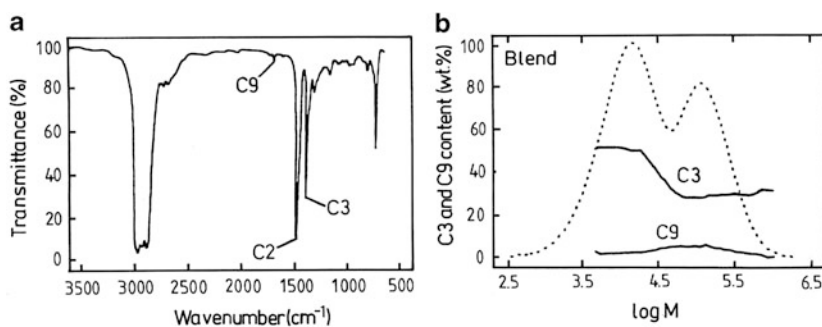 a
Transmittance (%)
100
80
60
40
20
0
C9
C2
C3
3500 3000 2500 2000 1500 1000 500
Wavenumber(cm⁻¹)
b
C3 and C9 content (wt.%)
100
80
60
40
20
0
Blend
C3
C9
2.5 3.5 4.5 5.5 6.5
logM